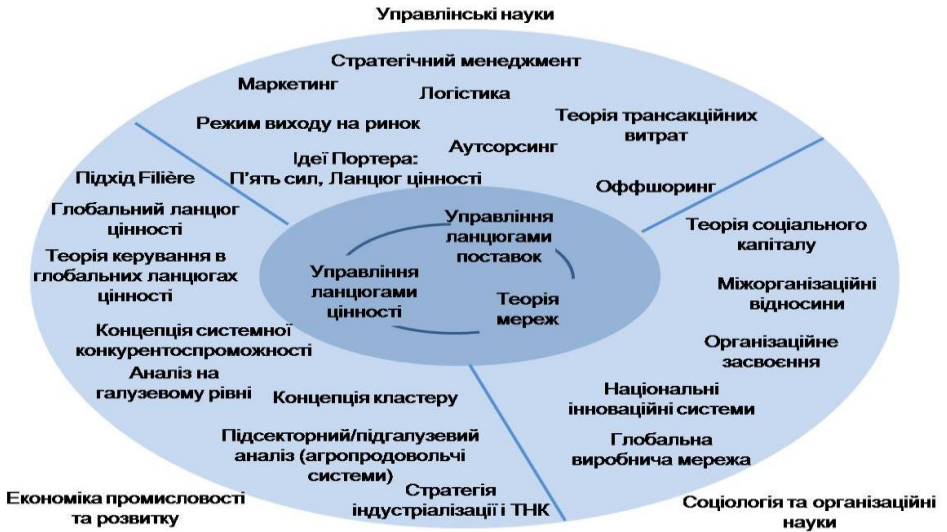 Управлінські науки
Стратегічний менеджмент
Маркетинг
Логістика
Режим виходу на ринок
Теорія трансакційних
витрат
Аутсорсинг
Ідеї Портера:
П’ять сил, Ланцюг цінності
Оффшоринг
Підхід Filière
Глобальний ланцюг
цінності
Теорія керування в
глобальних ланцюгах
цінності
Концепція системної
конкурентоспроможності
Аналіз на
галузевому рівні
Концепція кластеру
Підсекторний/підгалузевий
аналіз (агропродовольчі
системи)
Стратегія
індустріалізації і ТНК
Економіка промисловості
та розвитку
Управління
ланцюгами
поставок
Управління
ланцюгами
цінності
Теорія
мереж
Теорія соціального
капіталу
Міжорганізаційні
відносини
Організаційне
засвоєння
Національні
інноваційні системи
Глобальна
виробнича мережа
Соціологія та організаційні
науки